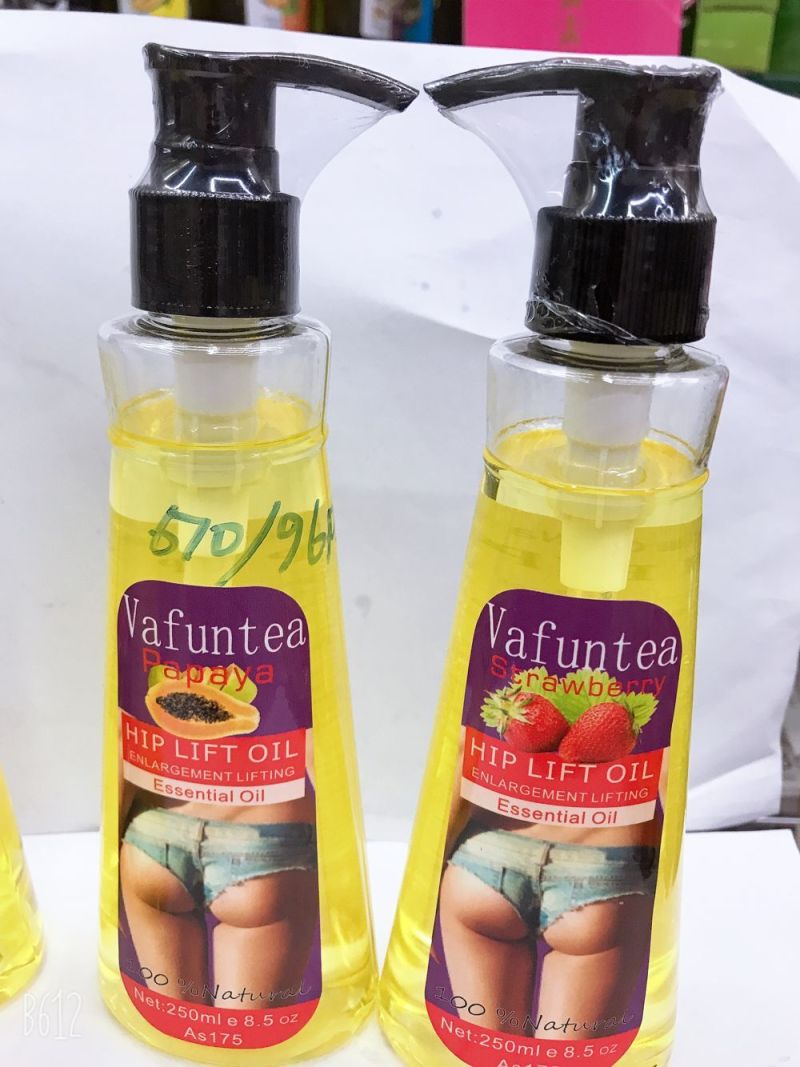 570/96
Vafuntea
Papaya
HIP LIFT OIL
ENLARGEMENT LIFTING
Essential Oil
100 %Natural
Net:250ml e 8.5 oz
As175
Vafuntea
Strawberry
HIP LIFT OIL
ENLARGEMENT LIFTING
Essential Oil
100 %Natural
Net:250ml e 8.5 oz
B612